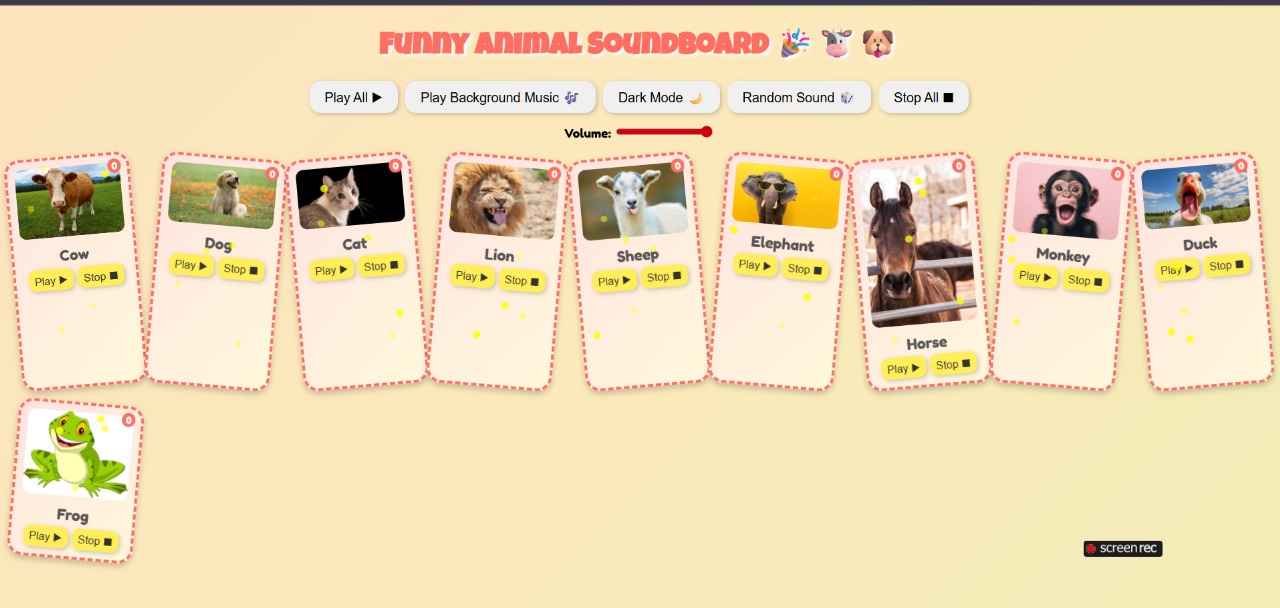 Funny Animal Soundboard 🎉 🐮 🐶
Play All ▶ Play Background Music 🎶 Dark Mode 🌙 Random Sound 🎲 Stop All ■
Volume:
0 0 0 0 0 0 0 0 0
Cow Dog Cat Lion Sheep Elephant Horse Monkey Duck
Play ▶ Stop ■ Play ▶ Stop ■ Play ▶ Stop ■ Play ▶ Stop ■ Play ▶ Stop ■ Play ▶ Stop ■ Play ▶ Stop ■ Play ▶ Stop ■ Play ▶ Stop ■
0
Frog
Play ▶ Stop ■
screenrec